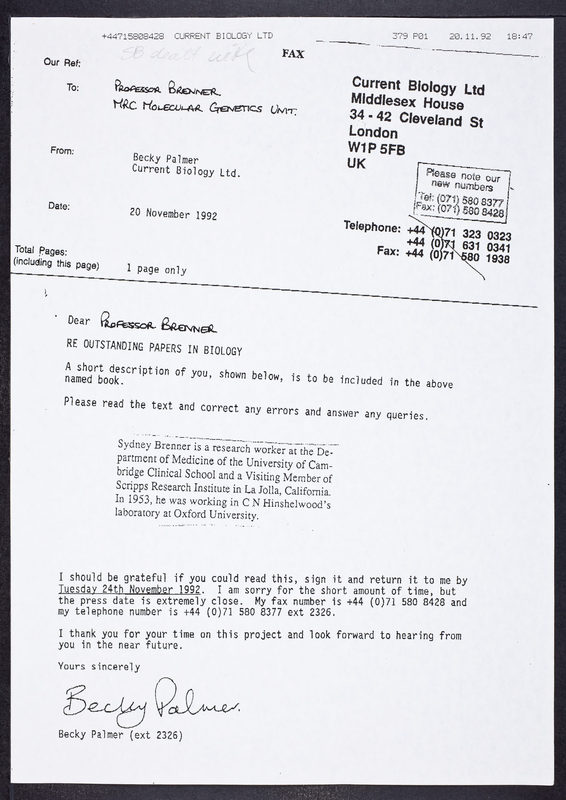 +44715808428 CURRENT BIOLOGY LTD 379 P01 20.11.92 18:47
SB draft
FAX
Our Ref:
To: PROFESSOR BRENNER
MRC MOLECULAR GENETICS UNIT.
Current Biology Ltd
Middlesex House
34 - 42 Cleveland St
London
W1P 5FB
UK
From: Becky Palmer
Current Biology Ltd.
Please note our
new numbers
Tel: (071) 580 8377
Fax: (071) 580 8428
Date: 20 November 1992
Telephone: +44 (0)71 323 0323
+44 (0)71 631 0341
Fax: +44 (0)71 580 1938
Total Pages:
(including this page) 1 page only
Dear PROFESSOR BRENNER
RE OUTSTANDING PAPERS IN BIOLOGY
A short description of you, shown below, is to be included in the above
named book.
Please read the text and correct any errors and answer any queries.
Sydney Brenner is a research worker at the De-
partment of Medicine of the University of Cam-
bridge Clinical School and a Visiting Member of
Scripps Research Institute in La Jolla, California.
In 1953, he was working in C N Hinshelwood's
laboratory at Oxford University.
I should be grateful if you could read this, sign it and return it to me by
Tuesday 24th November 1992. I am sorry for the short amount of time, but
the press date is extremely close. My fax number is +44 (0)71 580 8428 and
my telephone number is +44 (0)71 580 8377 ext 2326.
I thank you for your time on this project and look forward to hearing from
you in the near future.
Yours sincerely
Becky Palmer.
Becky Palmer (ext 2326)